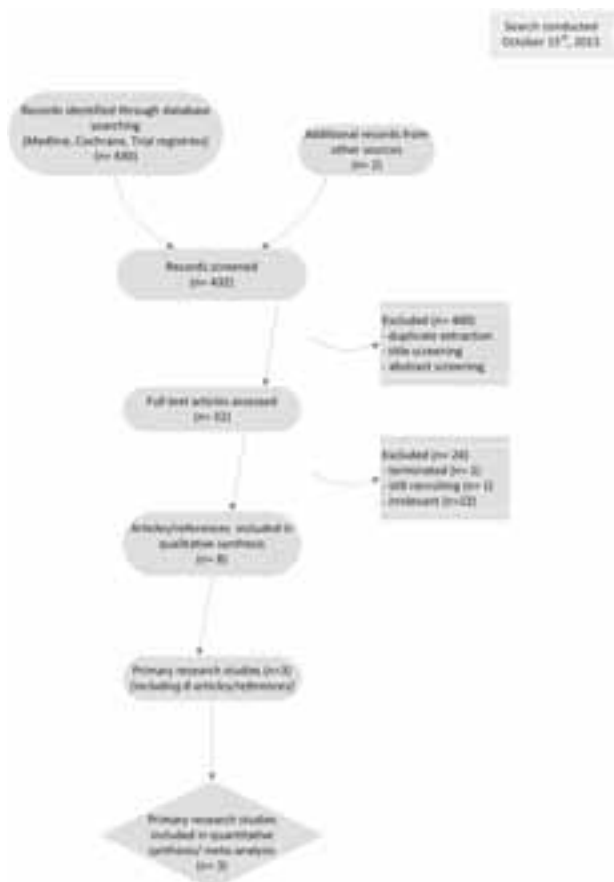 Search conducted
October 15th, 2015
Records identified through database
searching
(Medline, Cochrane, Trial registries)
(n= 430)
Additional records from
other sources
(n= 2)
Records screened
(n= 432)
Excluded (n= 400)
- duplicate extraction
- title screening
- abstract screening
Full text articles assessed
(n= 32)
Excluded (n= 24)
-terminated (n= 1)
-still recruiting (n= 1)
-irrelevant (n=22)
Articles/references included in
qualitative synthesis
(n= 8)
Primary research studies (n=3)
(including 8 articles/references)
Primary research studies
included in quantitative
synthesis/ meta-analysis
(n= 3)